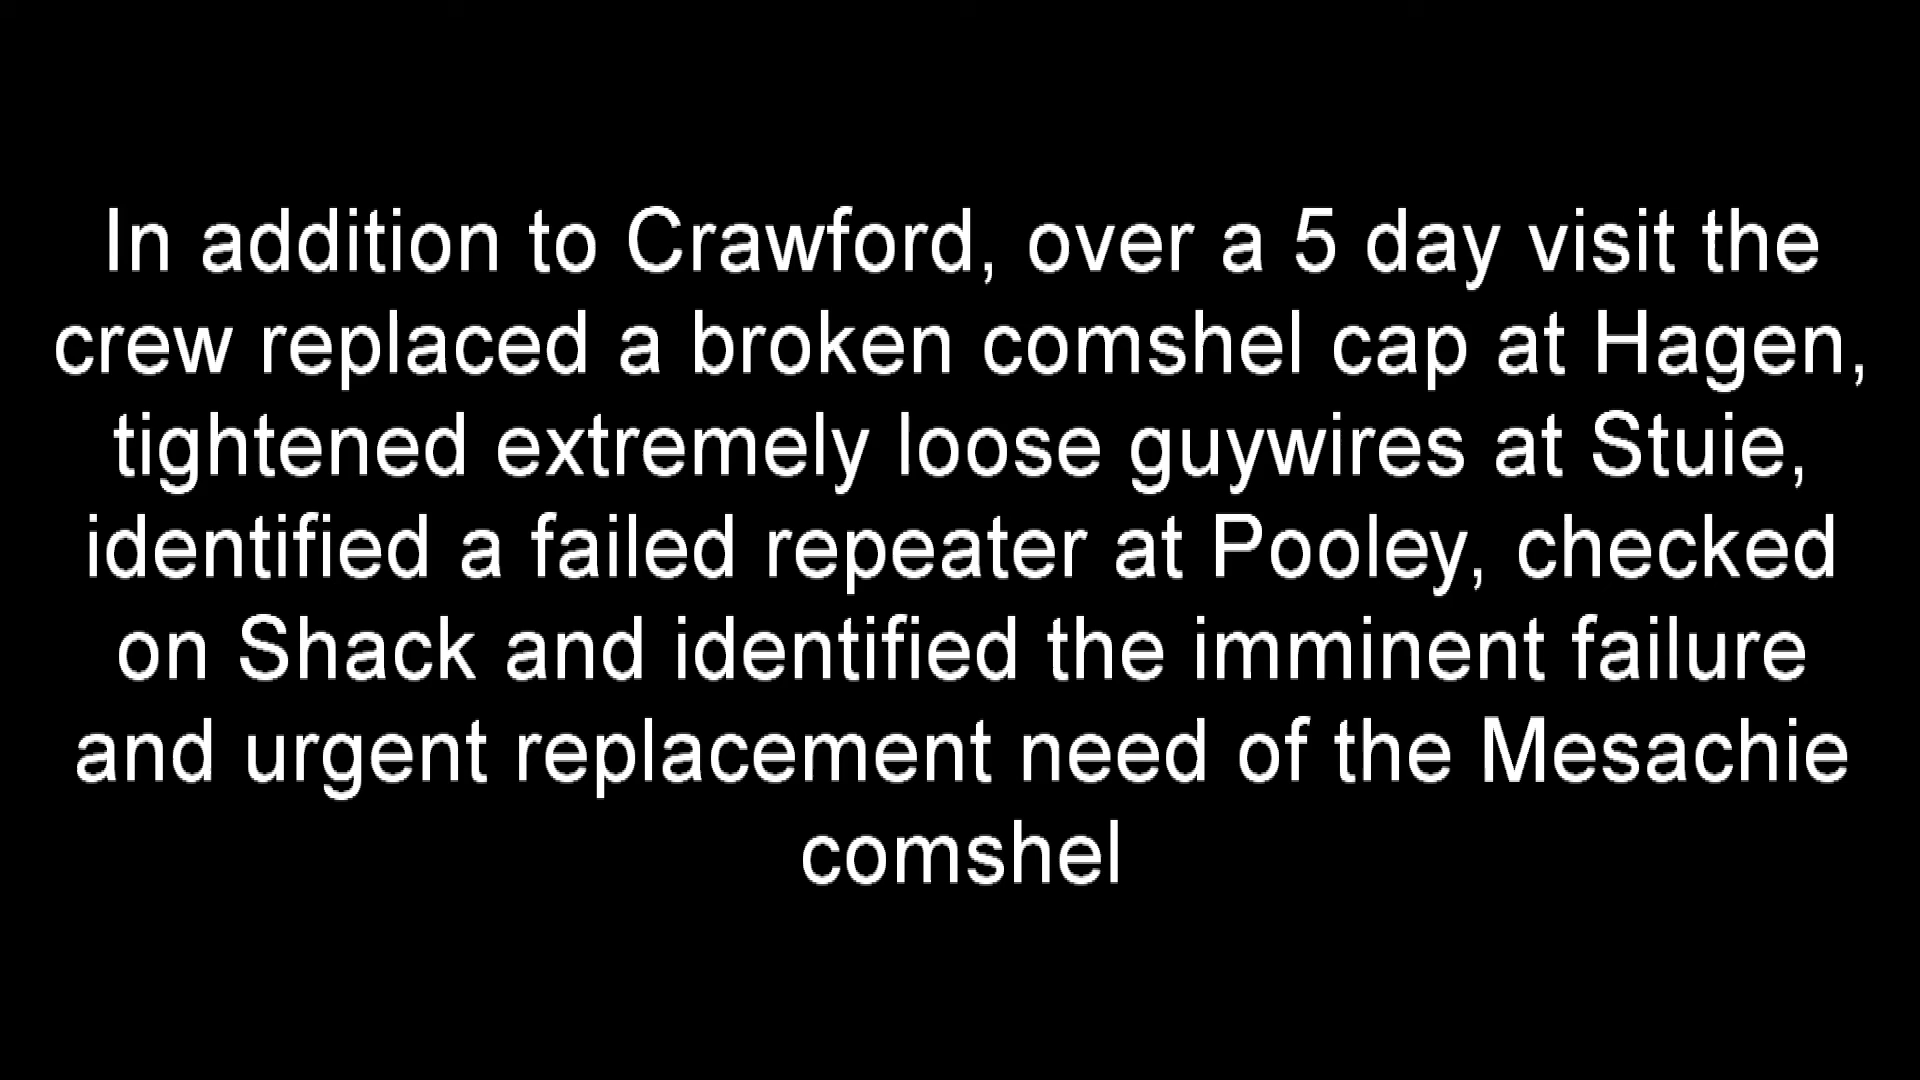 In addition to Crawford, over a 5 day visit the
crew replaced a broken comshel cap at Hagen,
tightened extremely loose guywires at Stuie,
identified a failed repeater at Pooley, checked
on Shack and identified the imminent failure
and urgent replacement need of the Mesachie
comshel